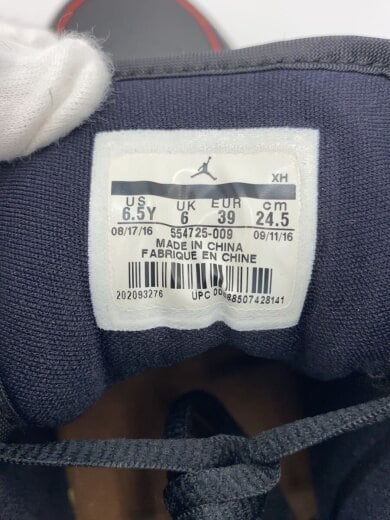 XH
US UK EUR cm
6.5Y 6 39 24.5
08/17/16 554725-009 09/11/16
MADE IN CHINA
FABRIQUE EN CHINE
202093276 UPC